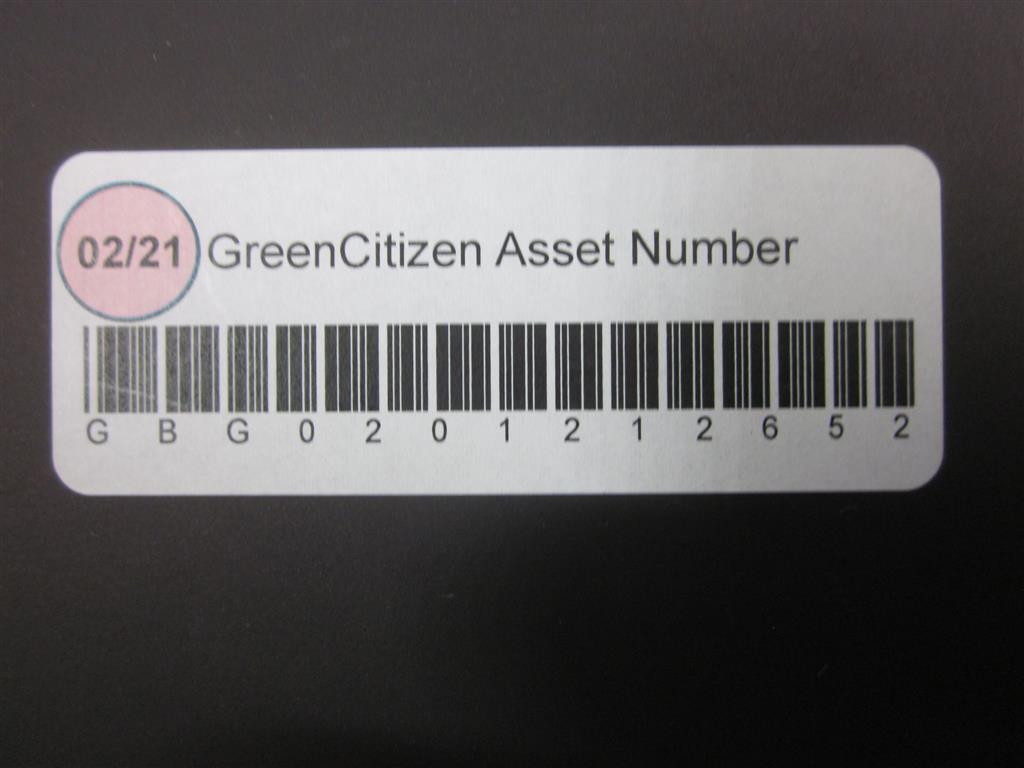 02/21 GreenCitizen Asset Number
G B G 0 2 0 1 2 1 2 6 5 2